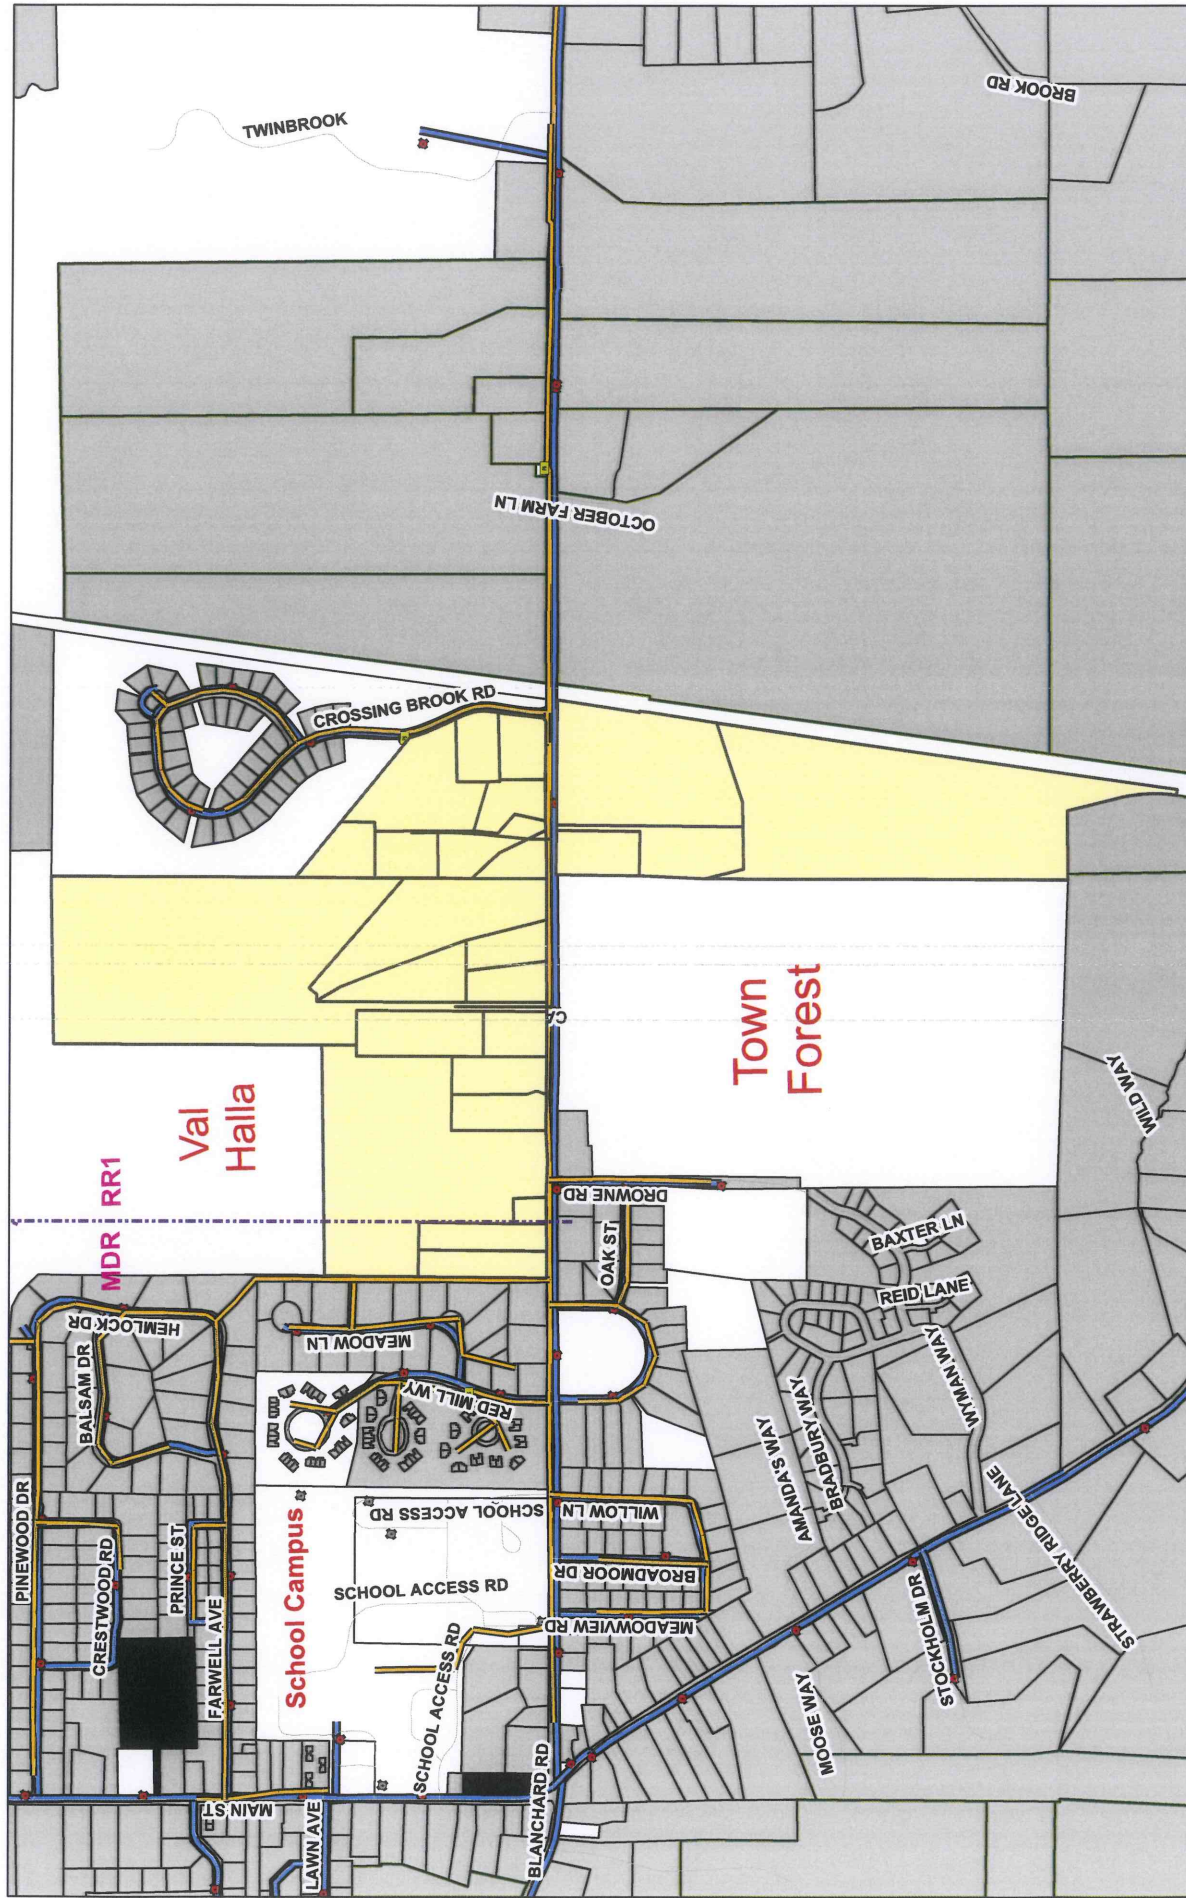 TWINBROOK
BROOK RD
OCTOBER FARM LN
CROSSING BROOK RD
CA
Town
Forest
Val
Halla
MDR RR1
WILD WAY
DROWNE RD
OAK ST
BAXTER LN
REID LANE
HEMLOCK DR
BALSAM DR
MEADOW LN
RED MILL WY
WYMAN WAY
BRADBURY WAY
AMANDA'S WAY
PINEWOOD DR
CRESTWOOD RD
PRINCE ST
FARWELL AVE
School Campus
SCHOOL ACCESS RD
SCHOOL ACCESS RD
SCHOOL ACCESS RD
SCHOOL ACCESS RD
WILLOW LN
BROADMOOR DR
MEADOWVIEW RD
STRAWBERRY RIDGE LANE
STOCKHOLM DR
MOOSE WAY
MAIN ST
LAWN AVE
BLANCHARD RD